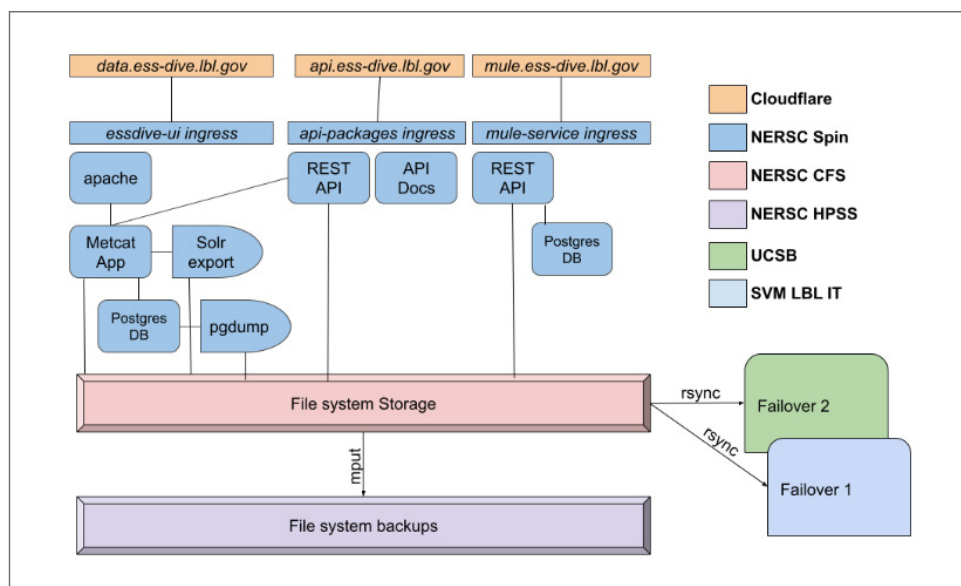 data.ess-dive.lbl.gov
api.ess-dive.lbl.gov
mule.ess-dive.lbl.gov
essdive-ui ingress
api-packages ingress
mule-service ingress
apache
REST
API
API
Docs
REST
API
Metcat
App
Solr
export
Postgres
DB
Postgres
DB
pgdump
File system Storage
mput
File system backups
rsync
rsync
Failover 2
Failover 1
Cloudflare
NERSC Spin
NERSC CFS
NERSC HPSS
UCSB
SVM LBL IT